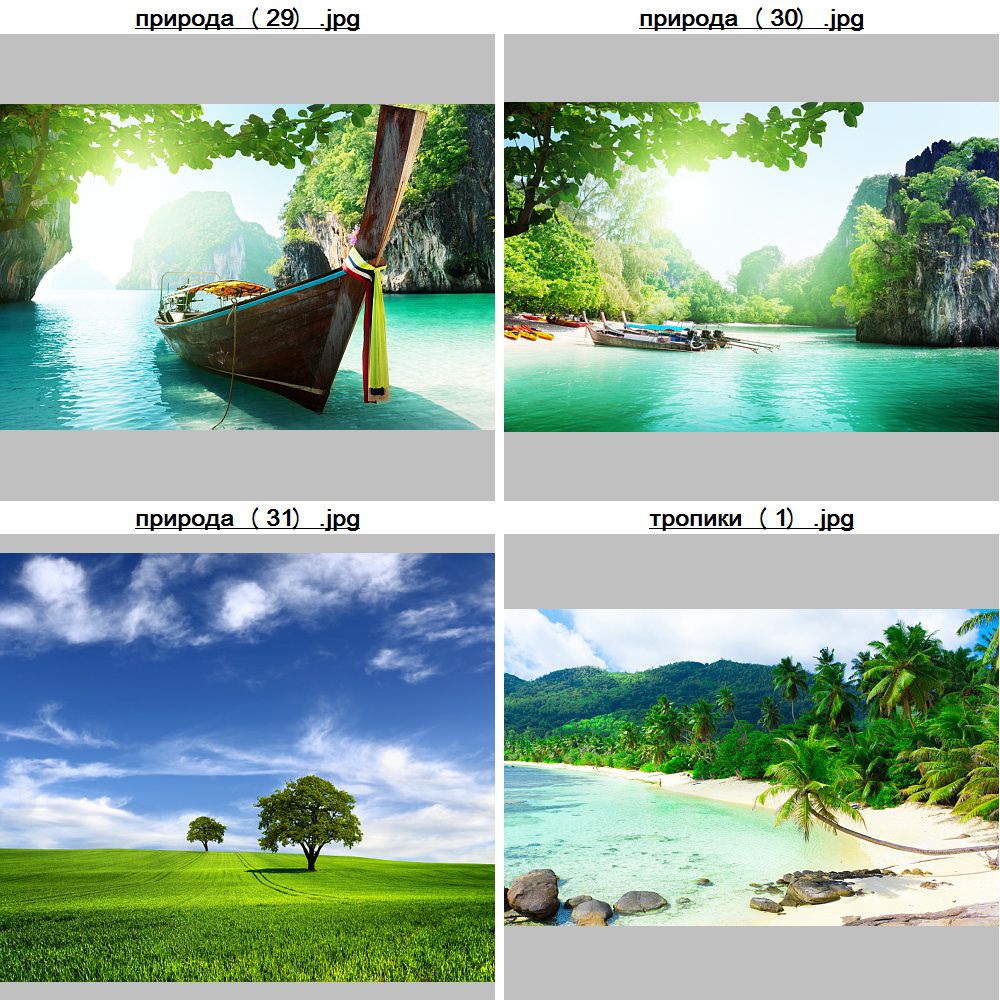 природа ( 29) .jpg
природа ( 30) .jpg
природа ( 31) .jpg
тропики ( 1) .jpg